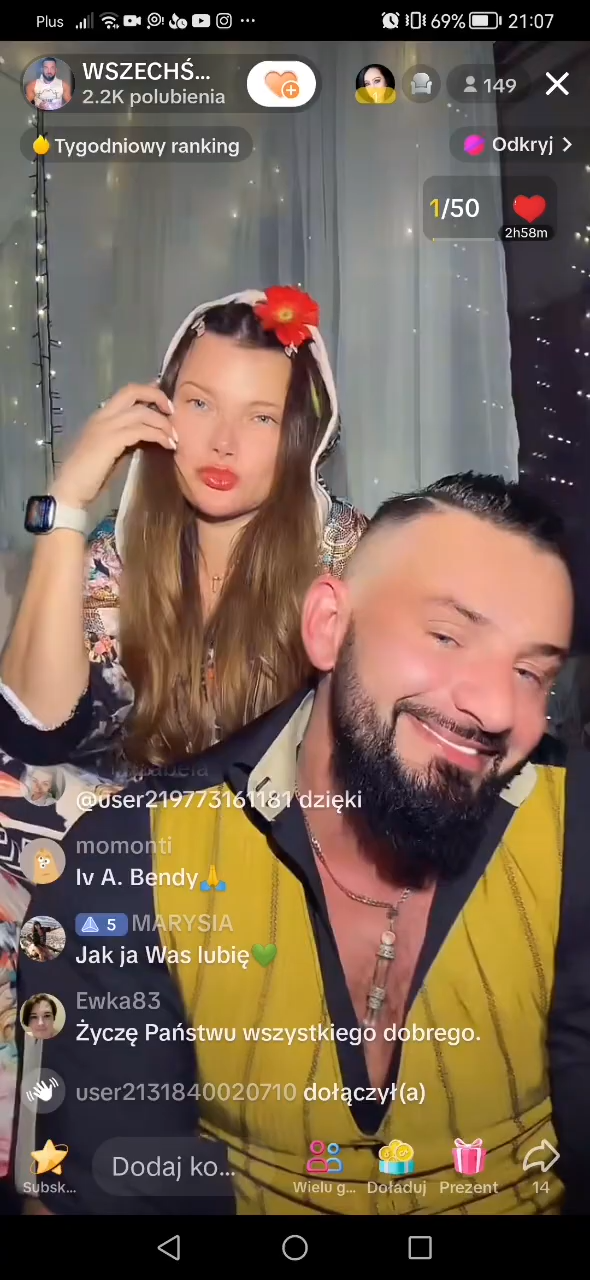 Plus 69% 21:07
WSZECHŚ...
2.2K polubienia
149
Tygodniowy ranking
Odkryj >
1/50
2h58m
@user219773161181 dzięki
momonti
Iv A. Bendy🙏
5 MARYSIA
Jak ja Was lubię💚
Ewka83
Życzę Państwu wszystkiego dobrego.
user2131840020710 dołączył(a)
Dodaj ko...
Subsk... Wielu g... Doładuj Prezent 14